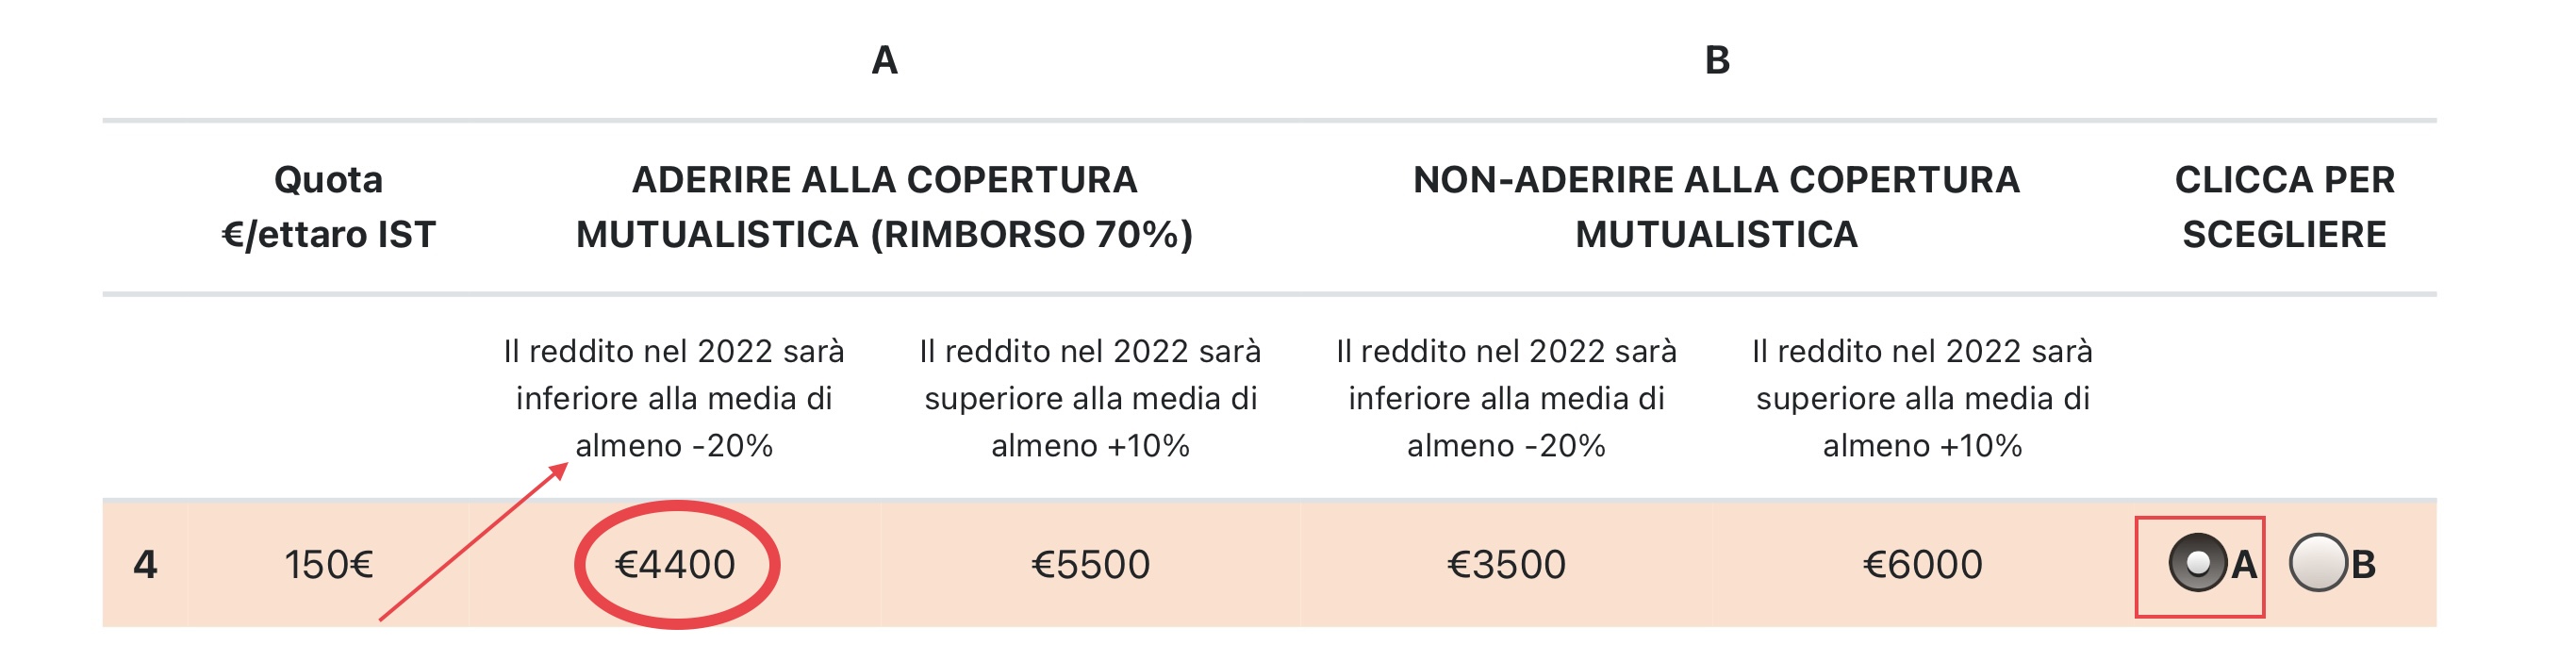 A
B
Quota
€/ettaro IST
ADERIRE ALLA COPERTURA
MUTUALISTICA (RIMBORSO 70%)
NON-ADERIRE ALLA COPERTURA
MUTUALISTICA
CLICCA PER
SCEGLIERE
Il reddito nel 2022 sarà
inferiore alla media di
almeno -20%
Il reddito nel 2022 sarà
superiore alla media di
almeno +10%
Il reddito nel 2022 sarà
inferiore alla media di
almeno -20%
Il reddito nel 2022 sarà
superiore alla media di
almeno +10%
4 150€ €4400 €5500 €3500 €6000 A B